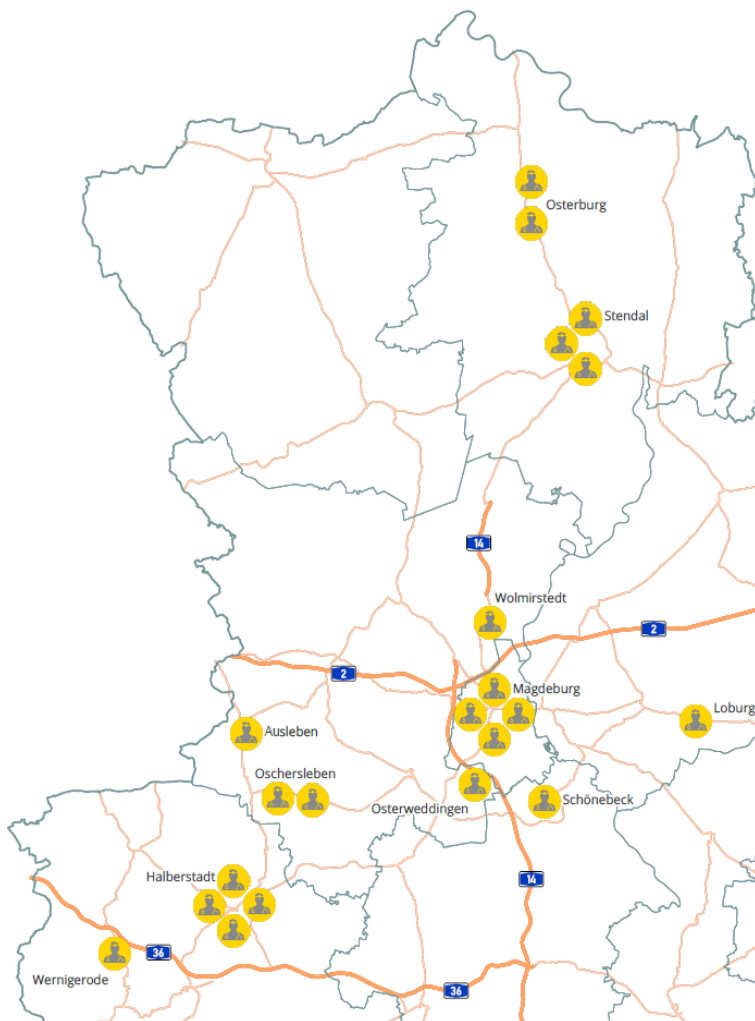 Osterburg
Stendal
14
Wolmirstedt
2
2
Magdeburg
Loburg
Ausleben
Oschersleben
Osterweddingen
Schönebeck
Halberstadt
14
36
Wernigerode
36